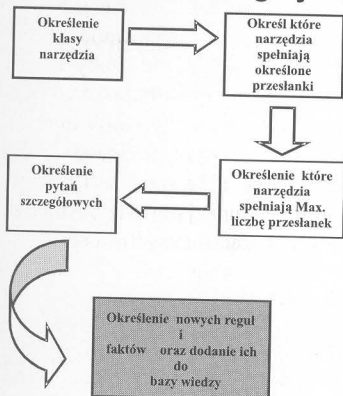 Określenie
klasy
narzędzia
Określ które
narzędzia
spełniają
określone
przesłanki
Określenie które
narzędzia
spełniają Max.
liczbę przesłanek
Określenie
pytań
szczegółowych
Określenie nowych reguł
i
faktów oraz dodanie ich
do
bazy wiedzy